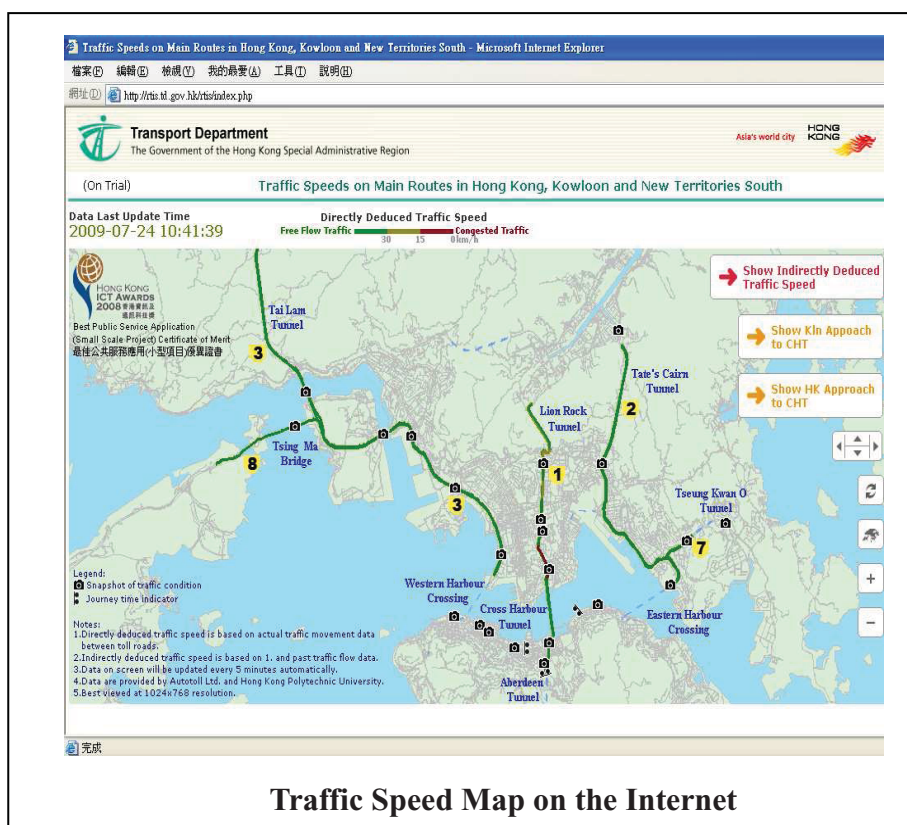 Traffic Speeds on Main Routes in Hong Kong, Kowloon and New Territories South - Microsoft Internet Explorer
檔案(F) 編輯(E) 檢視(V) 我的最愛(A) 工具(T) 說明(H)
網址(D) http://rtis.td.gov.hk/rtis/index.php
Transport Department
The Government of the Hong Kong Special Administrative Region
Asia's world city
HONG
KONG
(On Trial)
Traffic Speeds on Main Routes in Hong Kong, Kowloon and New Territories South
Data Last Update Time
2009-07-24 10:41:39
Directly Deduced Traffic Speed
Free Flow Traffic Congested Traffic
30 15 0km/h
HONG KONG
ICT AWARDS
2008 香港資訊及
通訊科技獎
Best Public Service Application
(Small Scale Project) Certificate of Merit
最佳公共服務應用(小型項目)優異證書
Show Indirectly Deduced
Traffic Speed
Show Kln Appoach
to CHT
Show HK Approach
to CHT
Tai Lam
Tunnel
3
Tate's Cairn
Tunnel
2
Lion Rock
Tunnel
1
Tsing Ma
Bridge
8
3
Tseung Kwan O
Tunnel
7
Western Harbour
Crossing
Cross Harbour
Tunnel
Eastern Harbour
Crossing
Aberdeen
Tunnel
+
−
Legend:
Snapshot of traffic condition
Journey time indicator
Notes:
1.Directly deduced traffic speed is based on actual traffic movement data
between toll roads.
2.Indirectly deduced traffic speed is based on 1. and past traffic flow data.
3.Data on screen will be updated every 5 minutes automatically.
4.Data are provided by Autotoll Ltd. and Hong Kong Polytechnic University.
5.Best viewed at 1024x768 resolution.
完成
Traffic Speed Map on the Internet